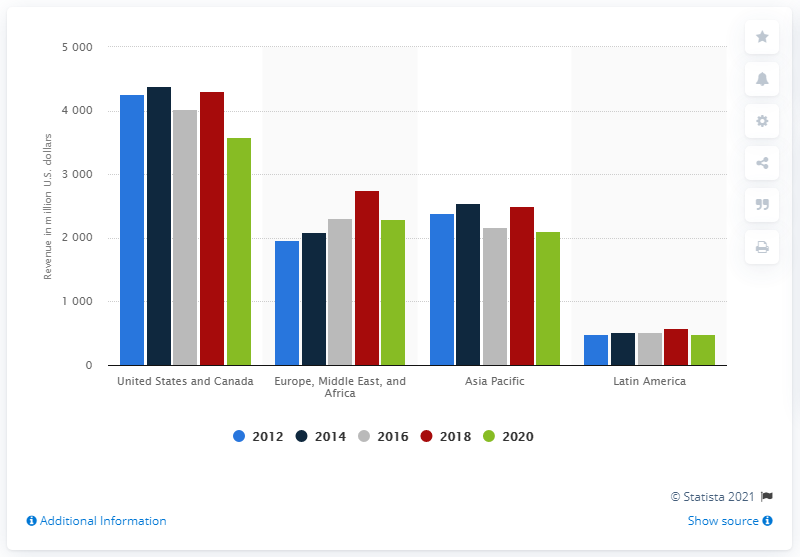 5 000
4 000
3 000
2 000
1 000
0
Revenue in million U.S. dollars
United States and Canada
Europe, Middle East, and
Africa
Asia Pacific
Latin America
2012 2014 2016 2018 2020
© Statista 2021
Additional Information
Show source